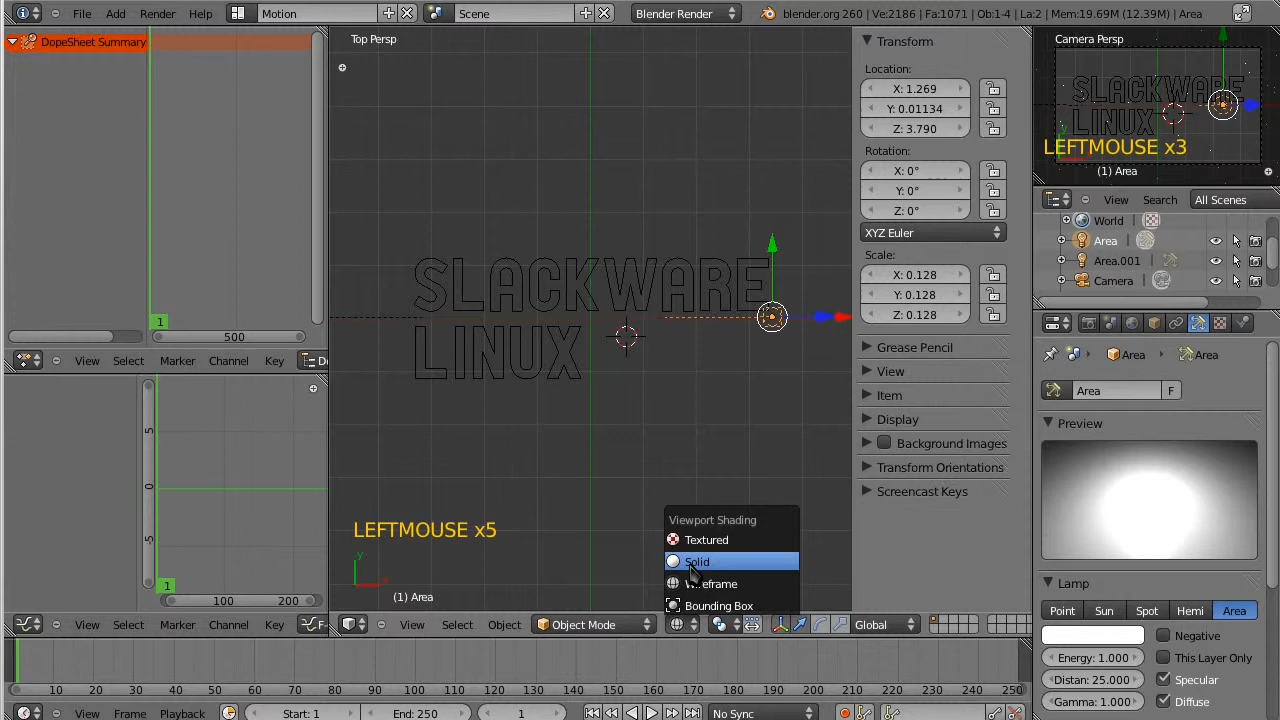 File Add Render Help Motion Scene Blender Render blender.org 260 | Ve:2186 | Fa:1071 | Ob:1-4 | La:2 | Mem:19.69M (12.39M) | Area
DopeSheet Summary
1
500
View Select Marker Channel Key
5
0
-5
1
100 200
View Select Marker Channel Key
Top Persp
SLACKWARE
LINUX
LEFTMOUSE x5
y
x
(1) Area
Viewport Shading
Textured
Solid
Wireframe
Bounding Box
View Select Object Object Mode Global
Transform
Location:
X: 1.269
Y: 0.01134
Z: 3.790
Rotation:
X: 0°
Y: 0°
Z: 0°
XYZ Euler
Scale:
X: 0.128
Y: 0.128
Z: 0.128
Grease Pencil
View
Item
Display
Background Images
Transform Orientations
Screencast Keys
Camera Persp
SLACKWARE
LINUX
LEFTMOUSE x3
(1) Area
View Search All Scenes
World
Area
Area.001
Camera
Area Area
Area F
Preview
Lamp
Point Sun Spot Hemi Area
Negative
Energy: 1.000 This Layer Only
Distan: 25.000 Specular
Gamma: 1.000 Diffuse
10 20 30 40 50 60 70 80 90 100 110 120 130 140 150 160 170 180 190 200 210 220 230 240 250
View Frame Playback Start: 1 End: 250 1 No Sync